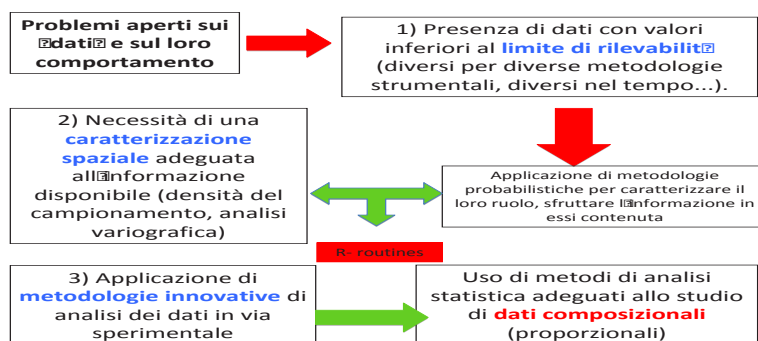 Problemi aperti sui
�dati� e sul loro
comportamento
1) Presenza di dati con valori
inferiori al limite di rilevabilit�
(diversi per diverse metodologie
strumentali, diversi nel tempo...).
2) Necessità di una
caratterizzazione
spaziale adeguata
all�informazione
disponibile (densità del
campionamento, analisi
variografica)
Applicazione di metodologie
probabilistiche per caratterizzare il
loro ruolo, sfruttare l�informazione in
essi contenuta
R- routines
3) Applicazione di
metodologie innovative di
analisi dei dati in via
sperimentale
Uso di metodi di analisi
statistica adeguati allo studio
di dati composizionali
(proporzionali)